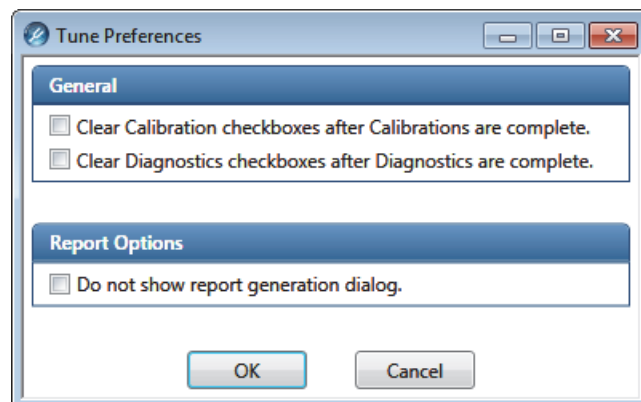 Tune Preferences
General
Clear Calibration checkboxes after Calibrations are complete.
Clear Diagnostics checkboxes after Diagnostics are complete.
Report Options
Do not show report generation dialog.
OK Cancel